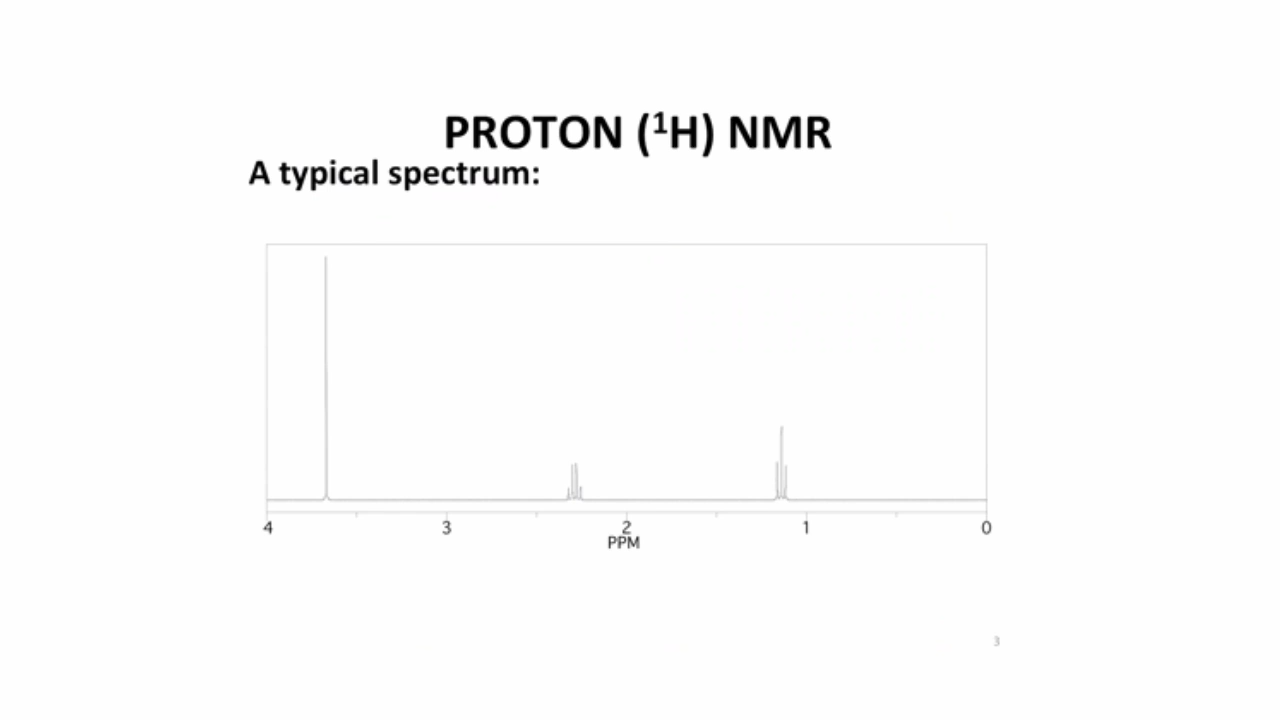 PROTON (¹H) NMR
A typical spectrum:
4 3 2 1 0
PPM
3